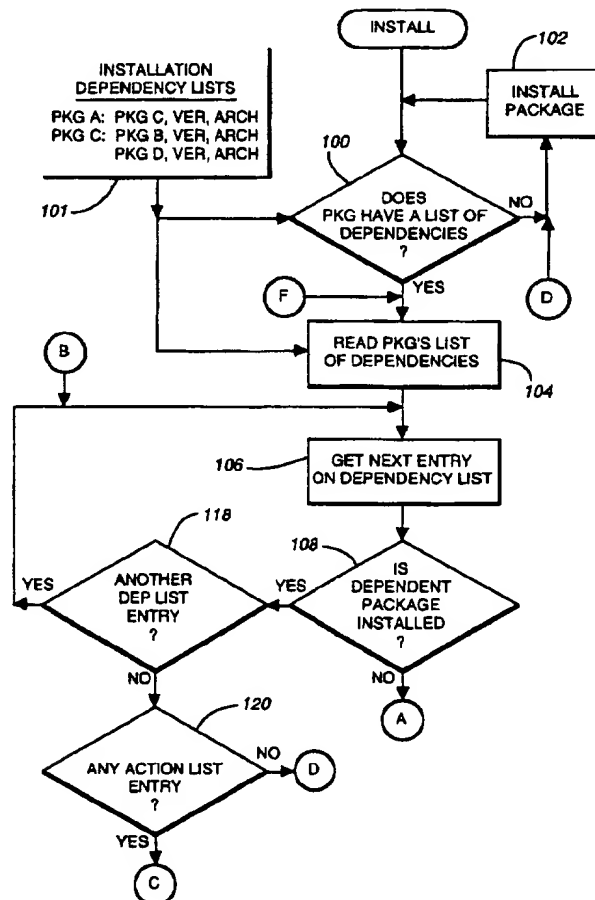 INSTALL
102
INSTALLATION
DEPENDENCY LISTS
PKG A: PKG C, VER, ARCH
PKG C: PKG B, VER, ARCH
PKG D, VER, ARCH
101
INSTALL
PACKAGE
100
DOES
PKG HAVE A LIST OF
DEPENDENCIES
?
NO
YES
D
F
READ PKG'S LIST
OF DEPENDENCIES
104
B
106
GET NEXT ENTRY
ON DEPENDENCY LIST
118
108
YES
ANOTHER
DEP LIST
ENTRY
?
YES
IS
DEPENDENT
PACKAGE
INSTALLED
?
NO
NO
A
120
ANY ACTION LIST
ENTRY
?
NO
D
YES
C